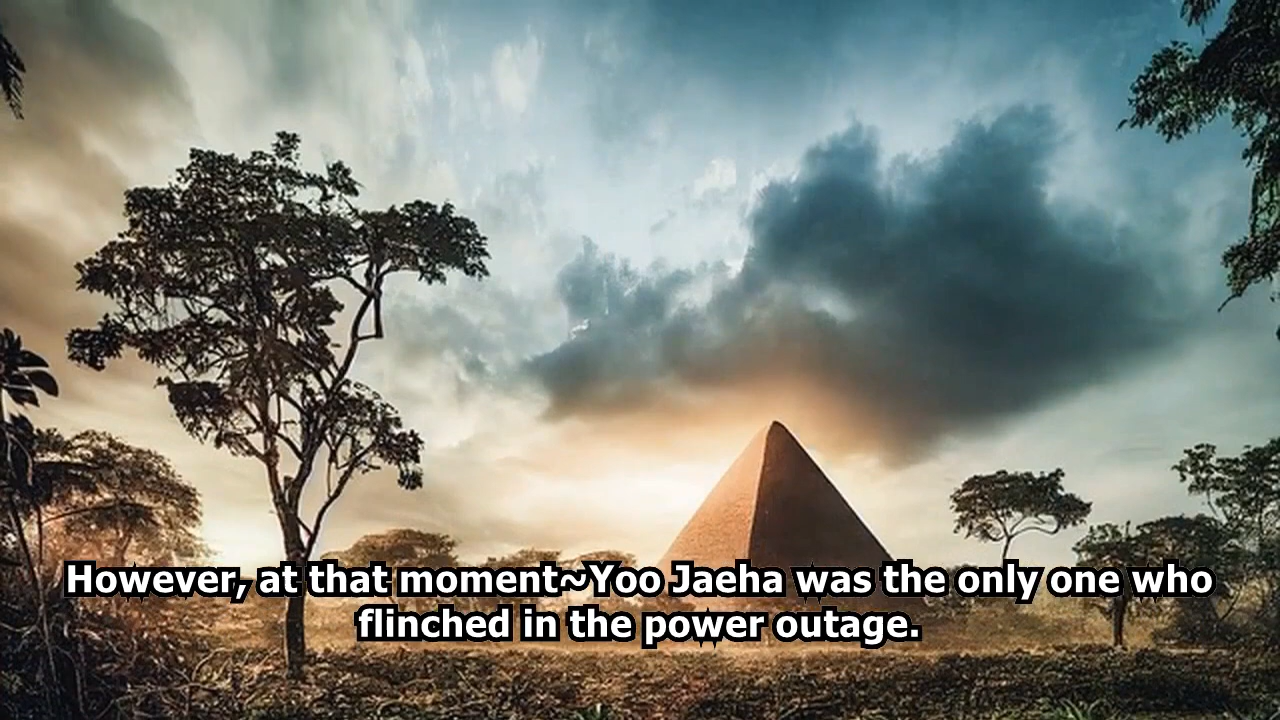 However, at that moment~Yoo Jaeha was the only one who
flinched in the power outage.